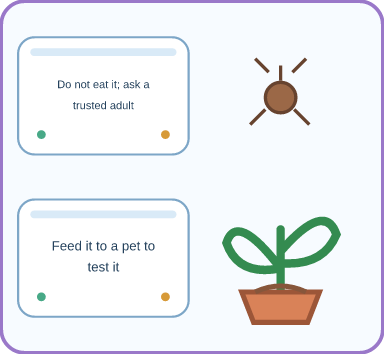 Do not eat it; ask a
trusted adult
Feed it to a pet to
test it